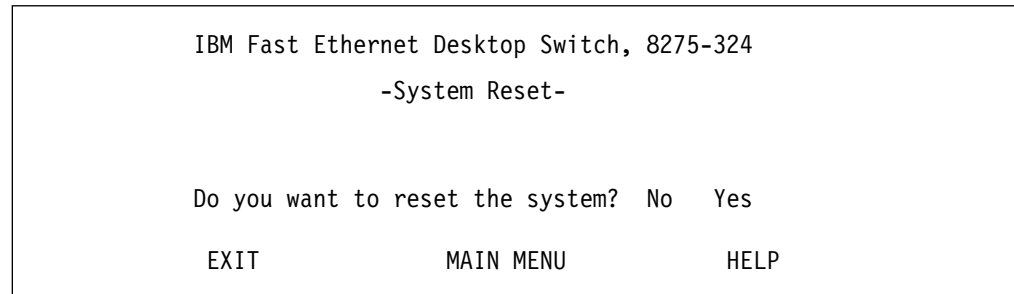 IBM Fast Ethernet Desktop Switch, 8275-324
-System Reset-
Do you want to reset the system? No Yes
EXIT MAIN MENU HELP